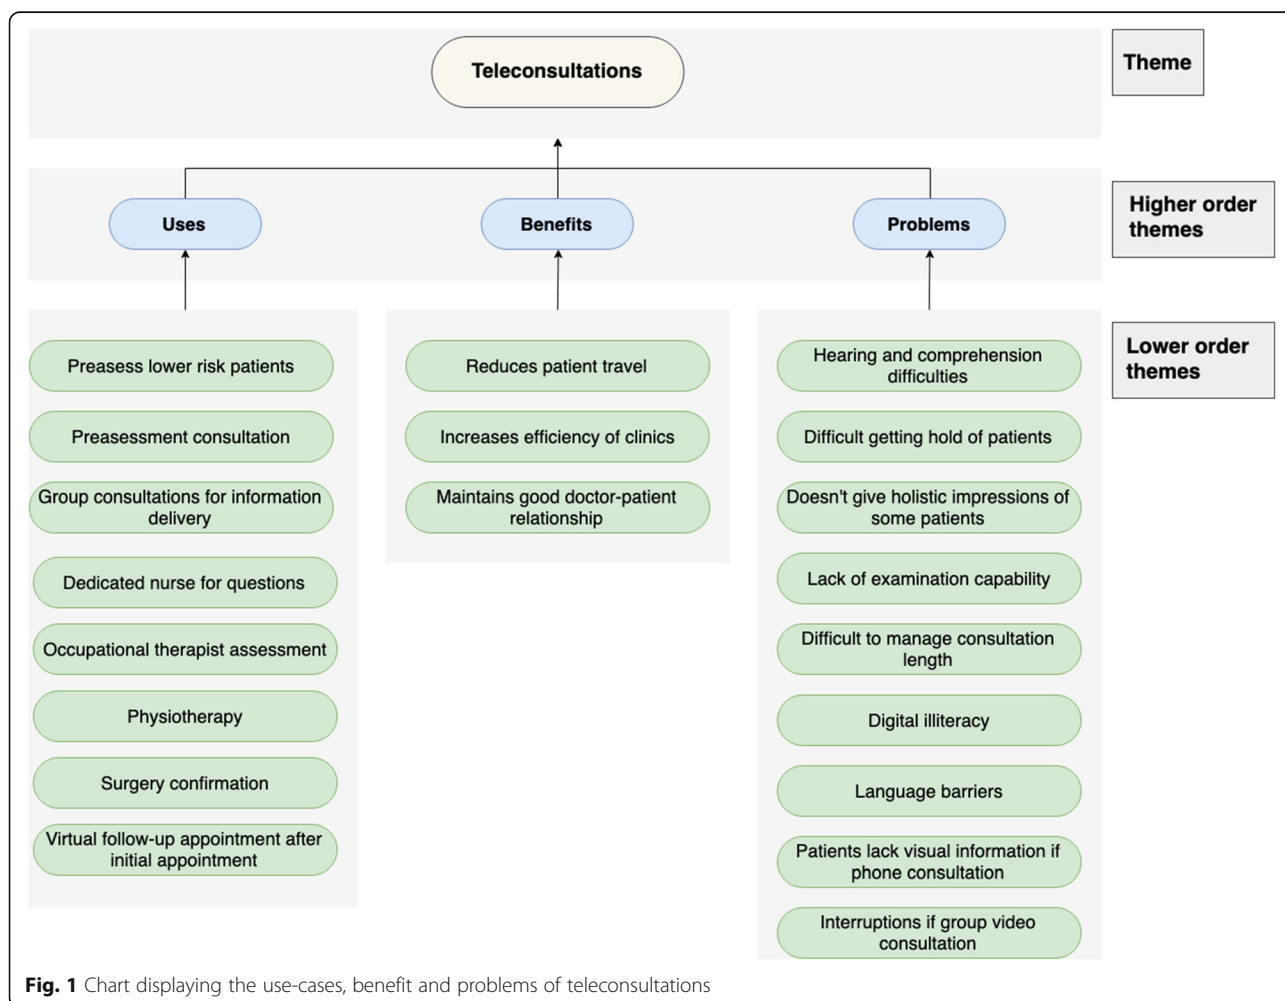 Teleconsultations
Theme
Uses
Benefits
Problems
Higher order
themes
Lower order
themes
Preasess lower risk patients
Preasessment consultation
Group consultations for information
delivery
Dedicated nurse for questions
Occupational therapist assessment
Physiotherapy
Surgery confirmation
Virtual follow-up appointment after
initial appointment
Reduces patient travel
Increases efficiency of clinics
Maintains good doctor-patient
relationship
Hearing and comprehension
difficulties
Difficult getting hold of patients
Doesn't give holistic impressions of
some patients
Lack of examination capability
Difficult to manage consultation
length
Digital illiteracy
Language barriers
Patients lack visual information if
phone consultation
Interruptions if group video
consultation
Fig. 1 Chart displaying the use-cases, benefit and problems of teleconsultations